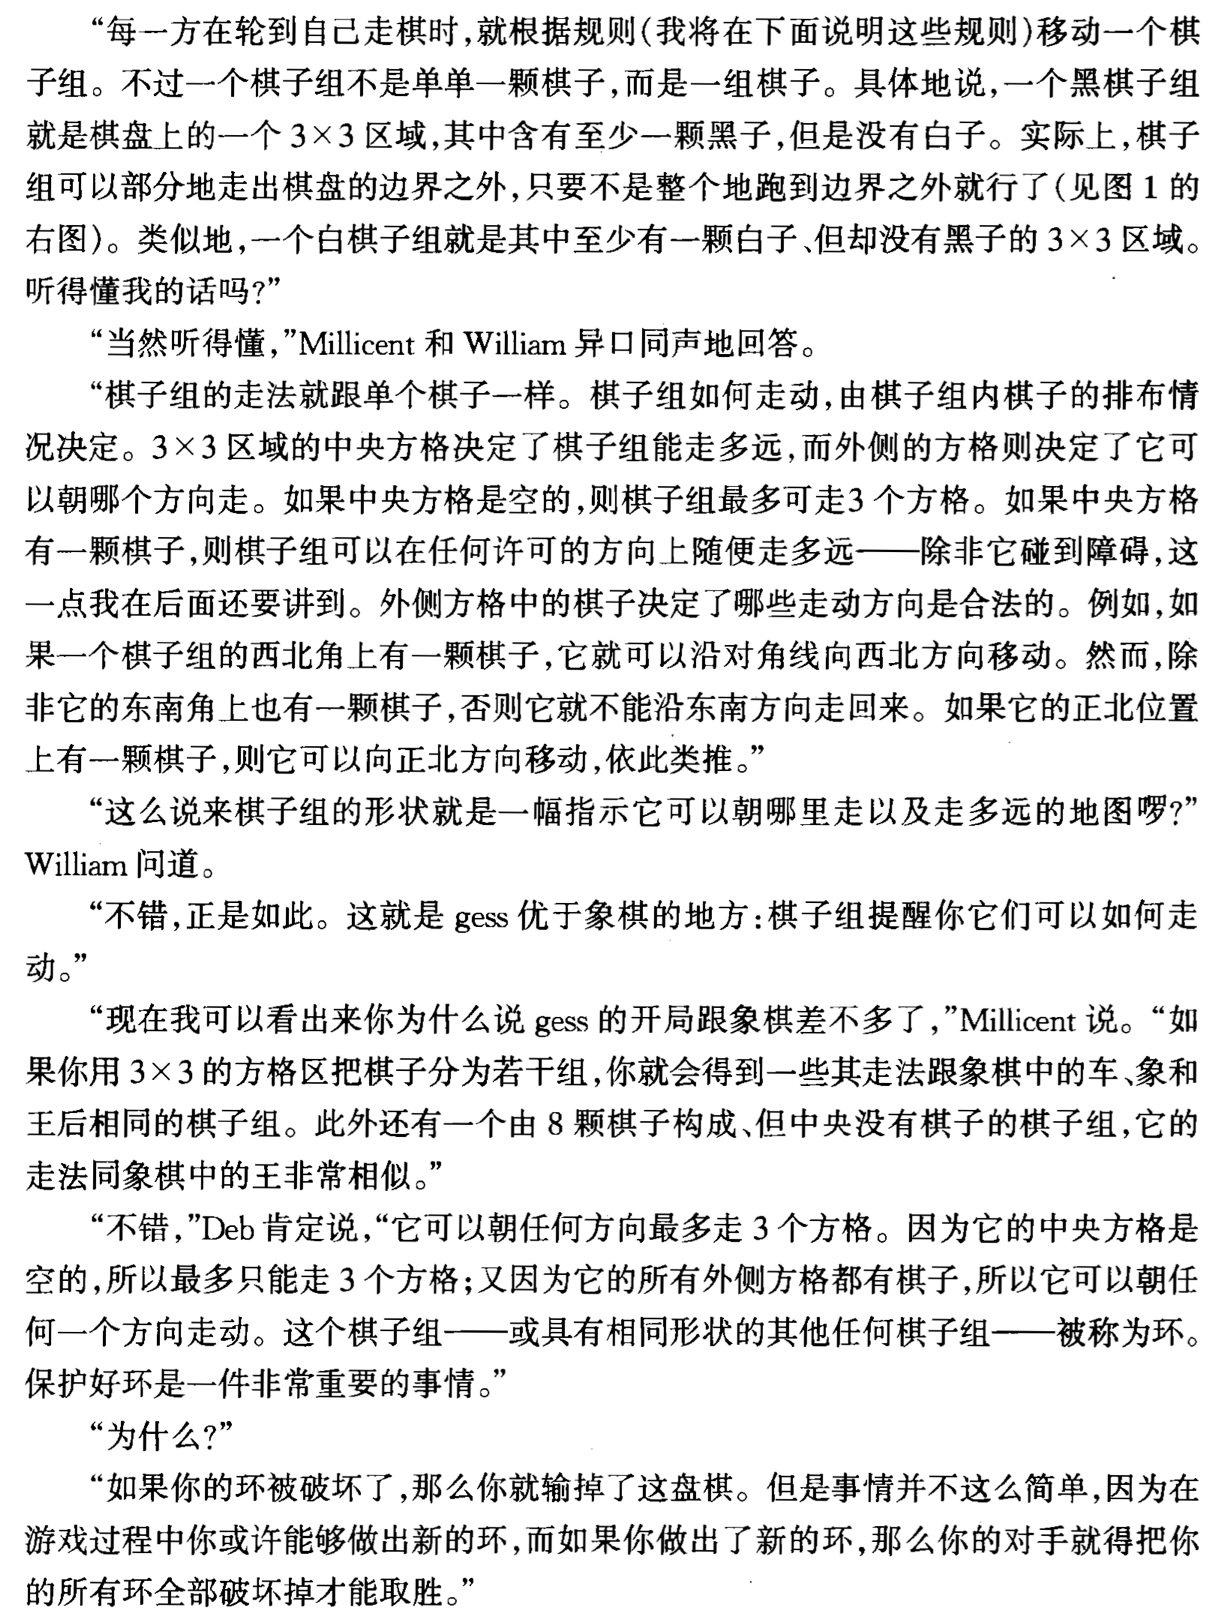 “每一方在轮到自己走棋时,就根据规则(我将在下面说明这些规则)移动一个棋
子组。不过一个棋子组不是单单一颗棋子,而是一组棋子。具体地说,一个黑棋子组
就是棋盘上的一个 3×3 区域,其中含有至少一颗黑子,但是没有白子。实际上,棋子
组可以部分地走出棋盘的边界之外,只要不是整个地跑到边界之外就行了(见图 1 的
右图)。类似地,一个白棋子组就是其中至少有一颗白子、但却没有黑子的 3×3 区域。
听得懂我的话吗?”
“当然听得懂,”Millicent 和 William 异口同声地回答。
“棋子组的走法就跟单个棋子一样。棋子组如何走动,由棋子组内棋子的排布情
况决定。3×3 区域的中央方格决定了棋子组能走多远,而外侧的方格则决定了它可
以朝哪个方向走。如果中央方格是空的,则棋子组最多可走3 个方格。如果中央方格
有一颗棋子,则棋子组可以在任何许可的方向上随便走多远——除非它碰到障碍,这
一点我在后面还要讲到。外侧方格中的棋子决定了哪些走动方向是合法的。例如,如
果一个棋子组的西北角上有一颗棋子,它就可以沿对角线向西北方向移动。然而,除
非它的东南角上也有一颗棋子,否则它就不能沿东南方向走回来。如果它的正北位置
上有一颗棋子,则它可以向正北方向移动,依此类推。”
“这么说来棋子组的形状就是一幅指示它可以朝哪里走以及走多远的地图啰?”
William 问道。
“不错,正是如此。这就是 gess 优于象棋的地方:棋子组提醒你它们可以如何走
动。”
“现在我可以看出来你为什么说 gess 的开局跟象棋差不多了,”Millicent 说。“如
果你用 3×3 的方格区把棋子分为若干组,你就会得到一些其走法跟象棋中的车、象和
王后相同的棋子组。此外还有一个由 8 颗棋子构成、但中央没有棋子的棋子组,它的
走法同象棋中的王非常相似。”
“不错,”Deb 肯定说,“它可以朝任何方向最多走 3 个方格。因为它的中央方格是
空的,所以最多只能走 3 个方格;又因为它的所有外侧方格都有棋子,所以它可以朝任
何一个方向走动。这个棋子组——或具有相同形状的其他任何棋子组——被称为环。
保护好环是一件非常重要的事情。”
“为什么?”
“如果你的环被破坏了,那么你就输掉了这盘棋。但是事情并不这么简单,因为在
游戏过程中你或许能够做出新的环,而如果你做出了新的环,那么你的对手就得把你
的所有环全部破坏掉才能取胜。”